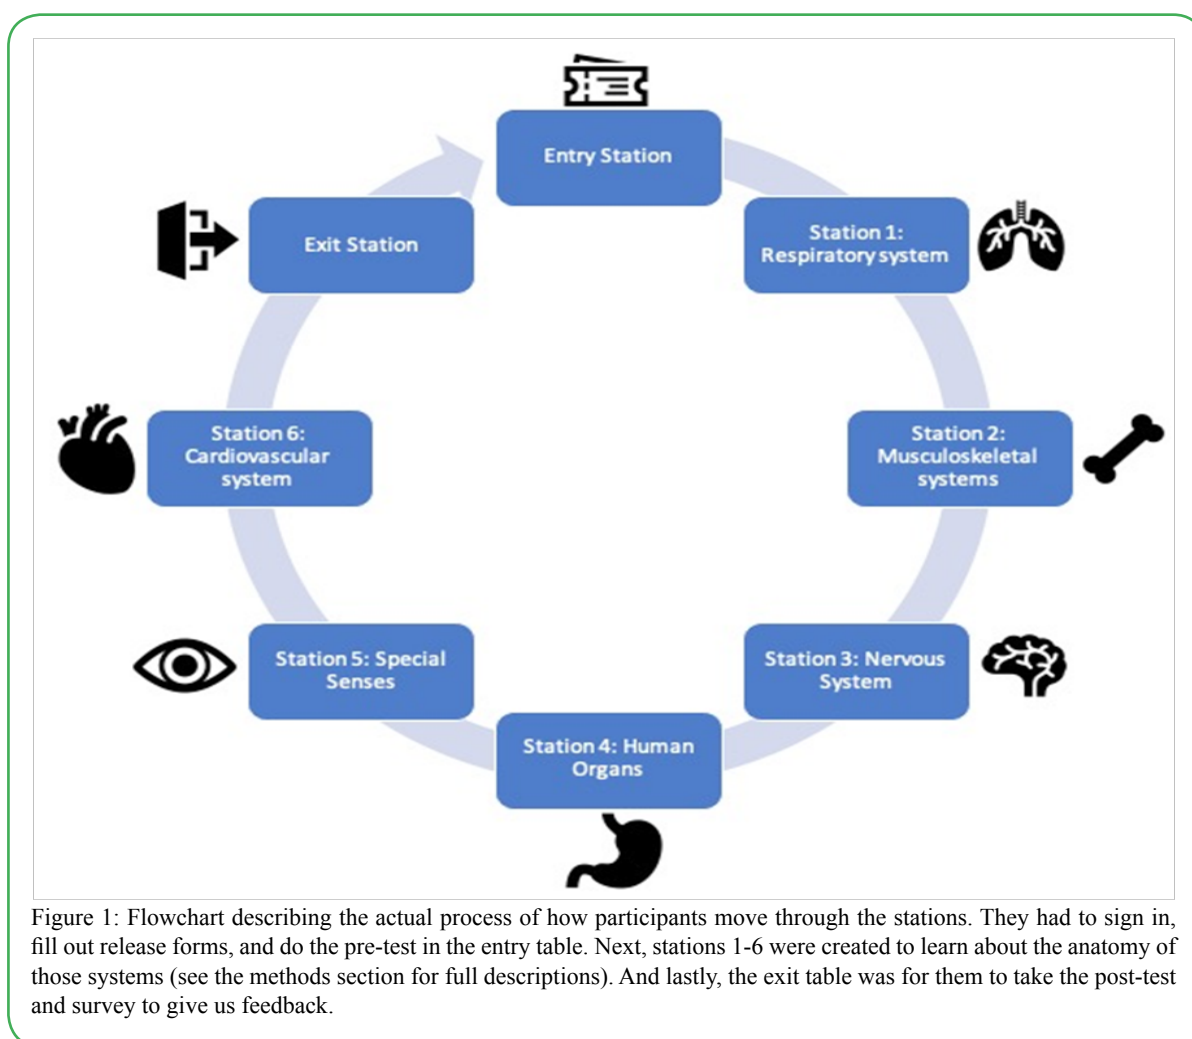 Entry Station
Station 1:
Respiratory system
Station 2:
Musculoskeletal
systems
Station 3: Nervous
System
Station 4: Human
Organs
Station 5: Special
Senses
Station 6:
Cardiovascular
system
Exit Station
Figure 1: Flowchart describing the actual process of how participants move through the stations. They had to sign in,
fill out release forms, and do the pre-test in the entry table. Next, stations 1-6 were created to learn about the anatomy of
those systems (see the methods section for full descriptions). And lastly, the exit table was for them to take the post-test
and survey to give us feedback.